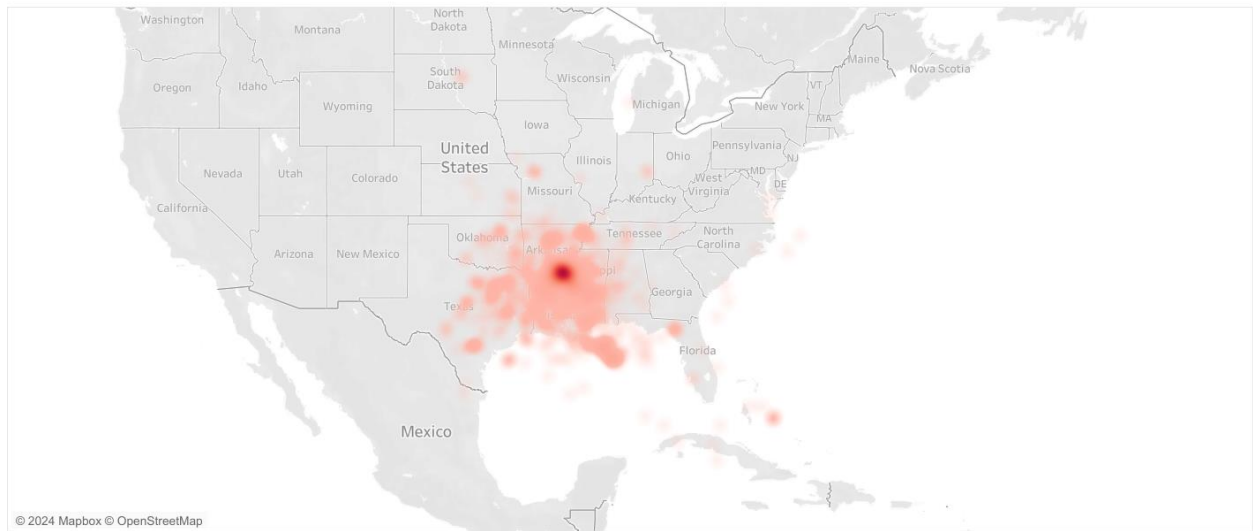 Washington
Montana
North
Dakota
Minnesota
Maine
Nova Scotia
Oregon
Idaho
Wyoming
South
Dakota
Wisconsin
Michigan
VT
New York
MA
Iowa
Nevada
Utah
Colorado
United
States
Illinois
Ohio
Pennsylvania
NJ
MD
DE
West
Virginia
Missouri
Kentucky
California
Arizona
New Mexico
Oklahoma
Tennessee
North
Carolina
Georgia
Florida
Mexico
© 2024 Mapbox © OpenStreetMap